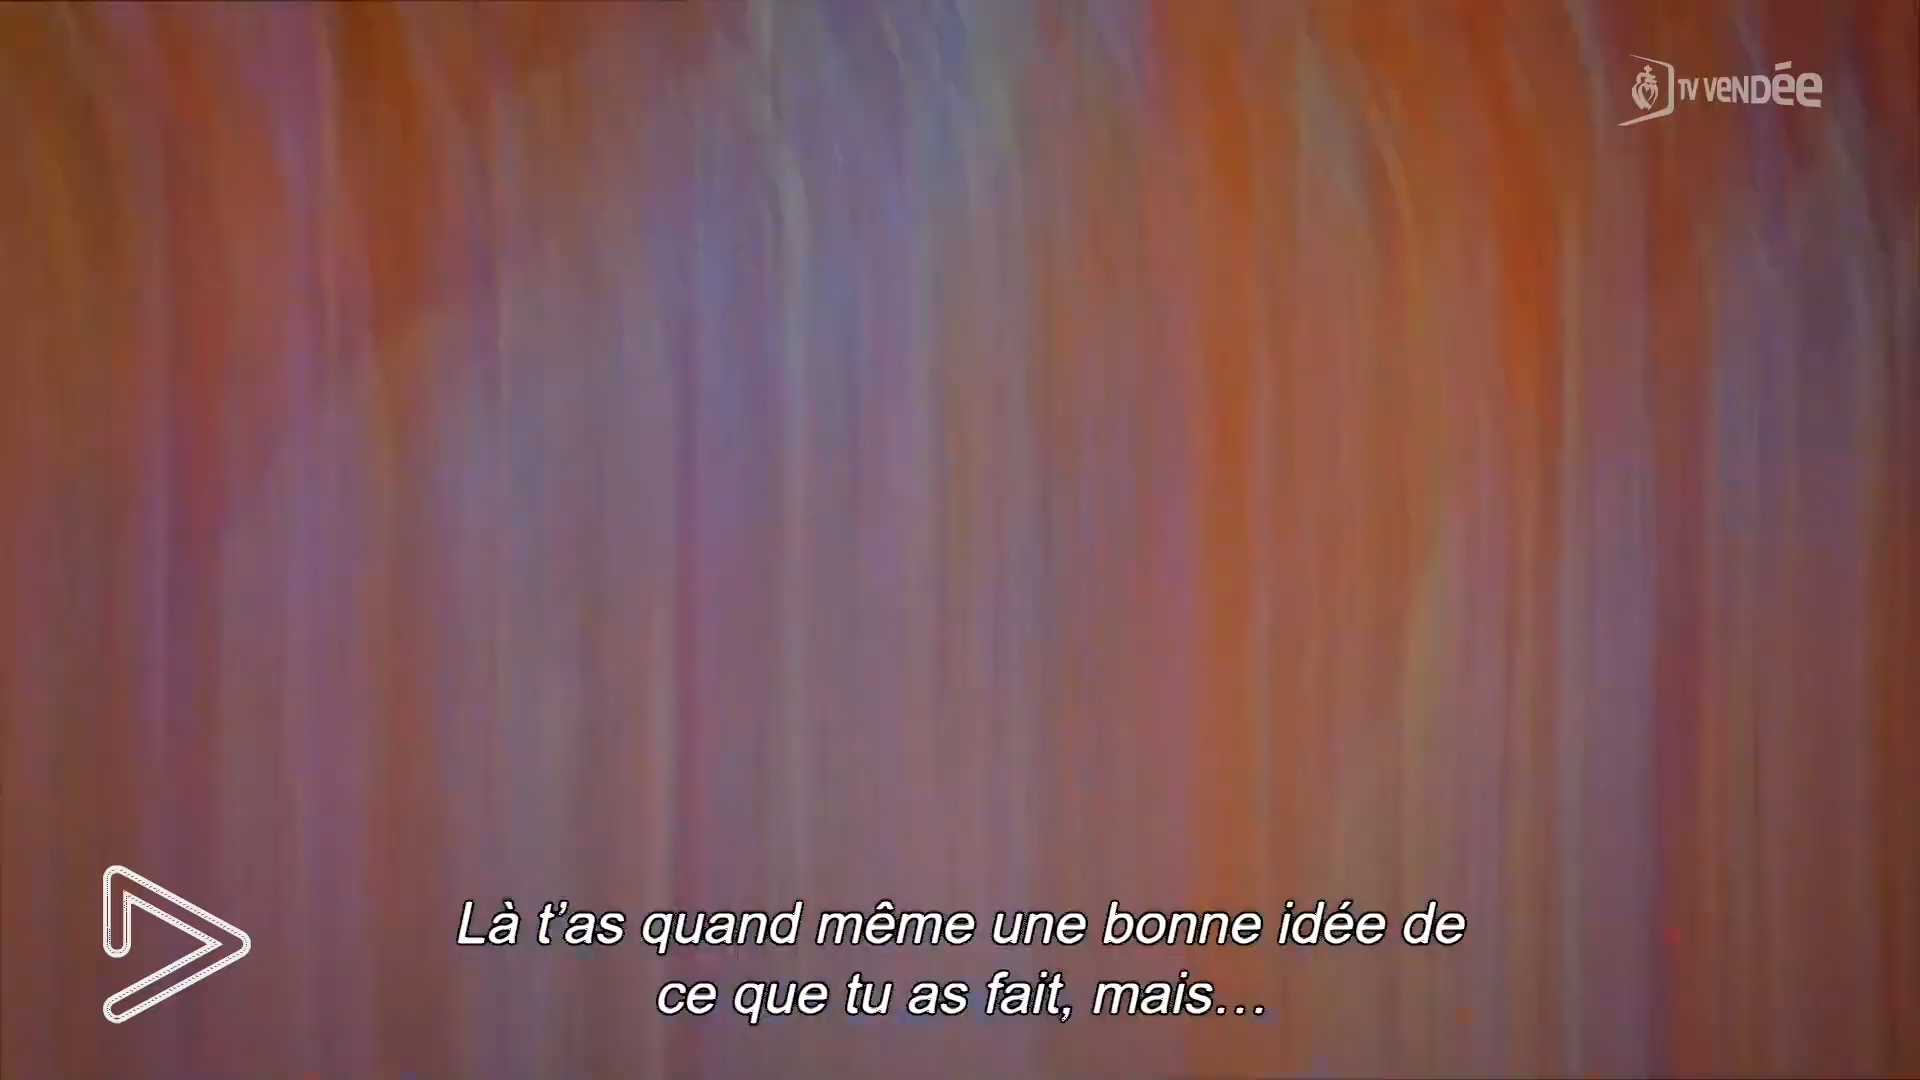 TV VENDÉE
Là t’as quand même une bonne idée de
ce que tu as fait, mais…